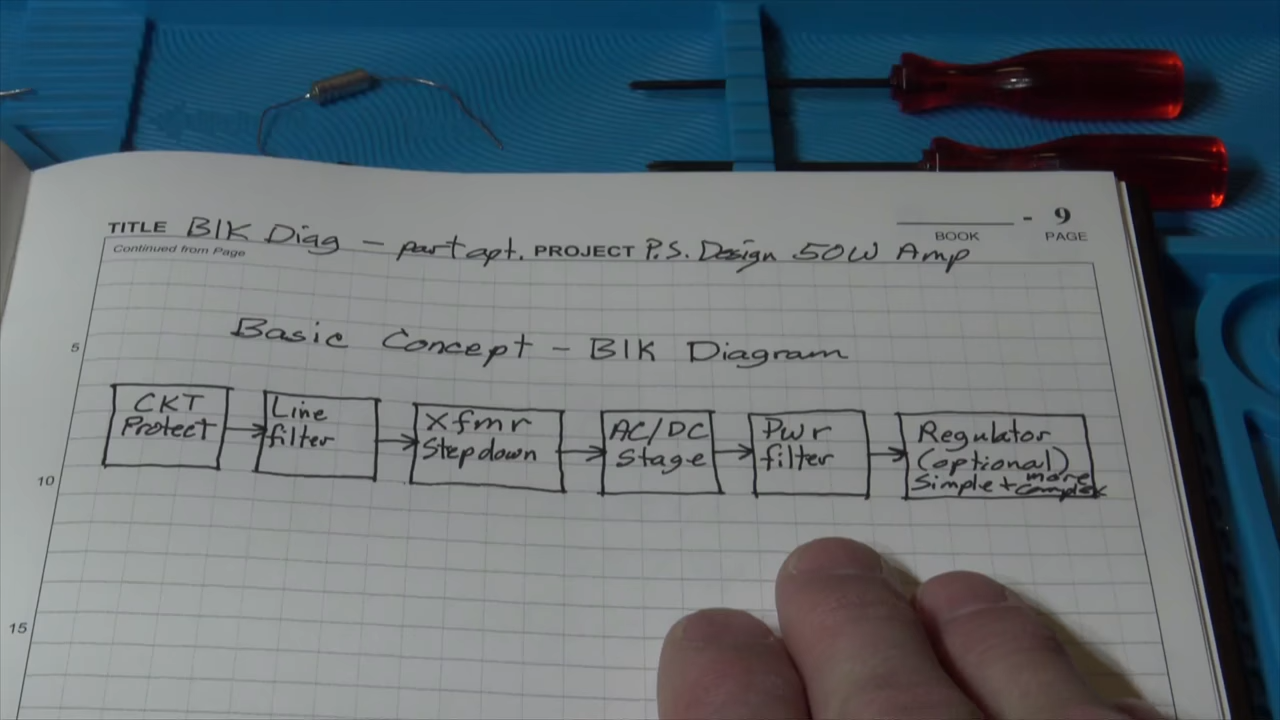 TITLE Blk Diag - part apt. PROJECT P.S. Design 50W Amp
BOOK - 9 PAGE
Continued from Page
5
Basic Concept - Blk Diagram
CKT Protect
Line filter
Xfmr Stepdown
AC/DC Stage
Pwr filter
Regulator (optional) Simple + more complex
10
15